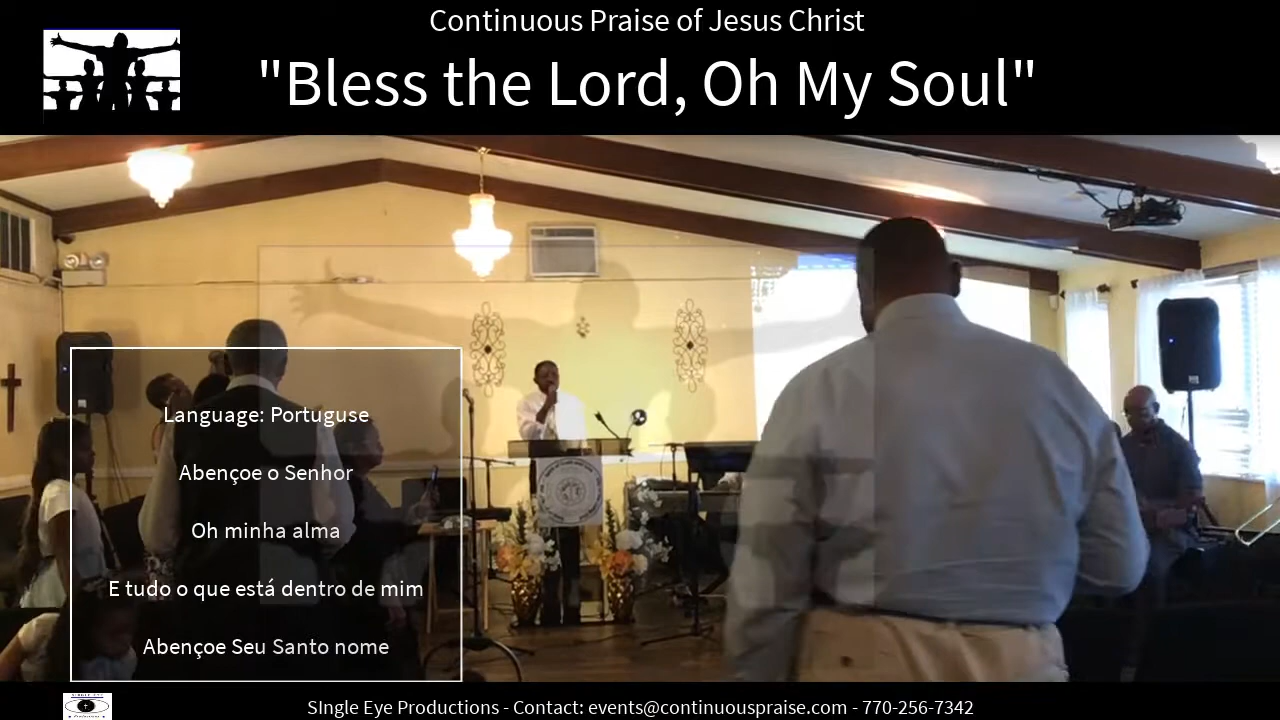 Continuous Praise of Jesus Christ
"Bless the Lord, Oh My Soul"
Language: Portuguse
Abençoe o Senhor
Oh minha alma
E tudo o que está dentro de mim
Abençoe Seu Santo nome
SIngle Eye Productions - Contact: events@continuouspraise.com - 770-256-7342